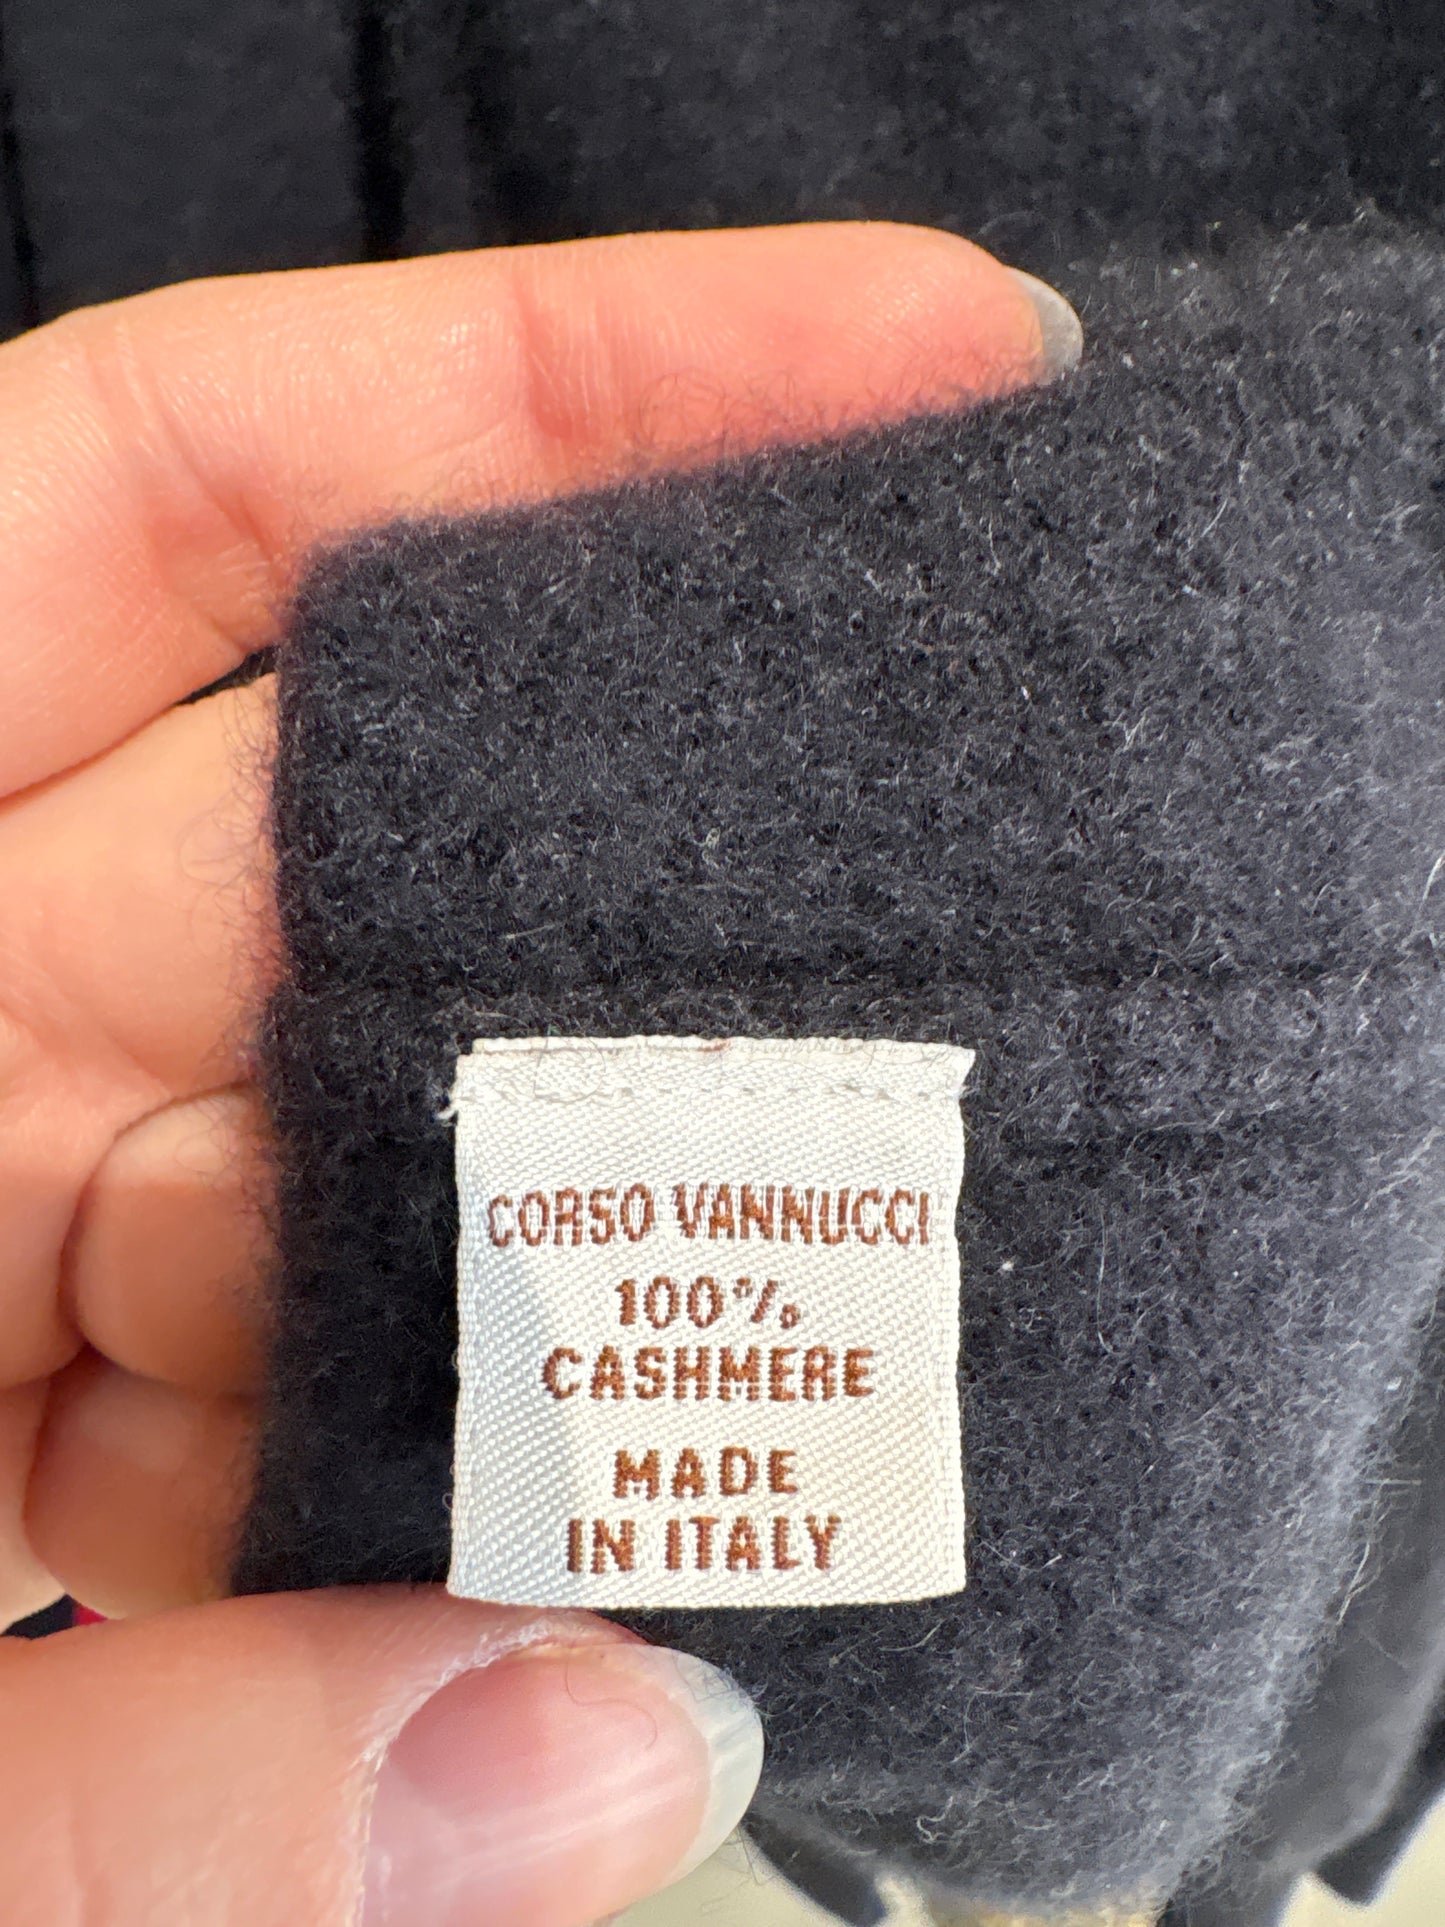 CORSO VANNUCCI
100%
CASHMERE
MADE
IN ITALY